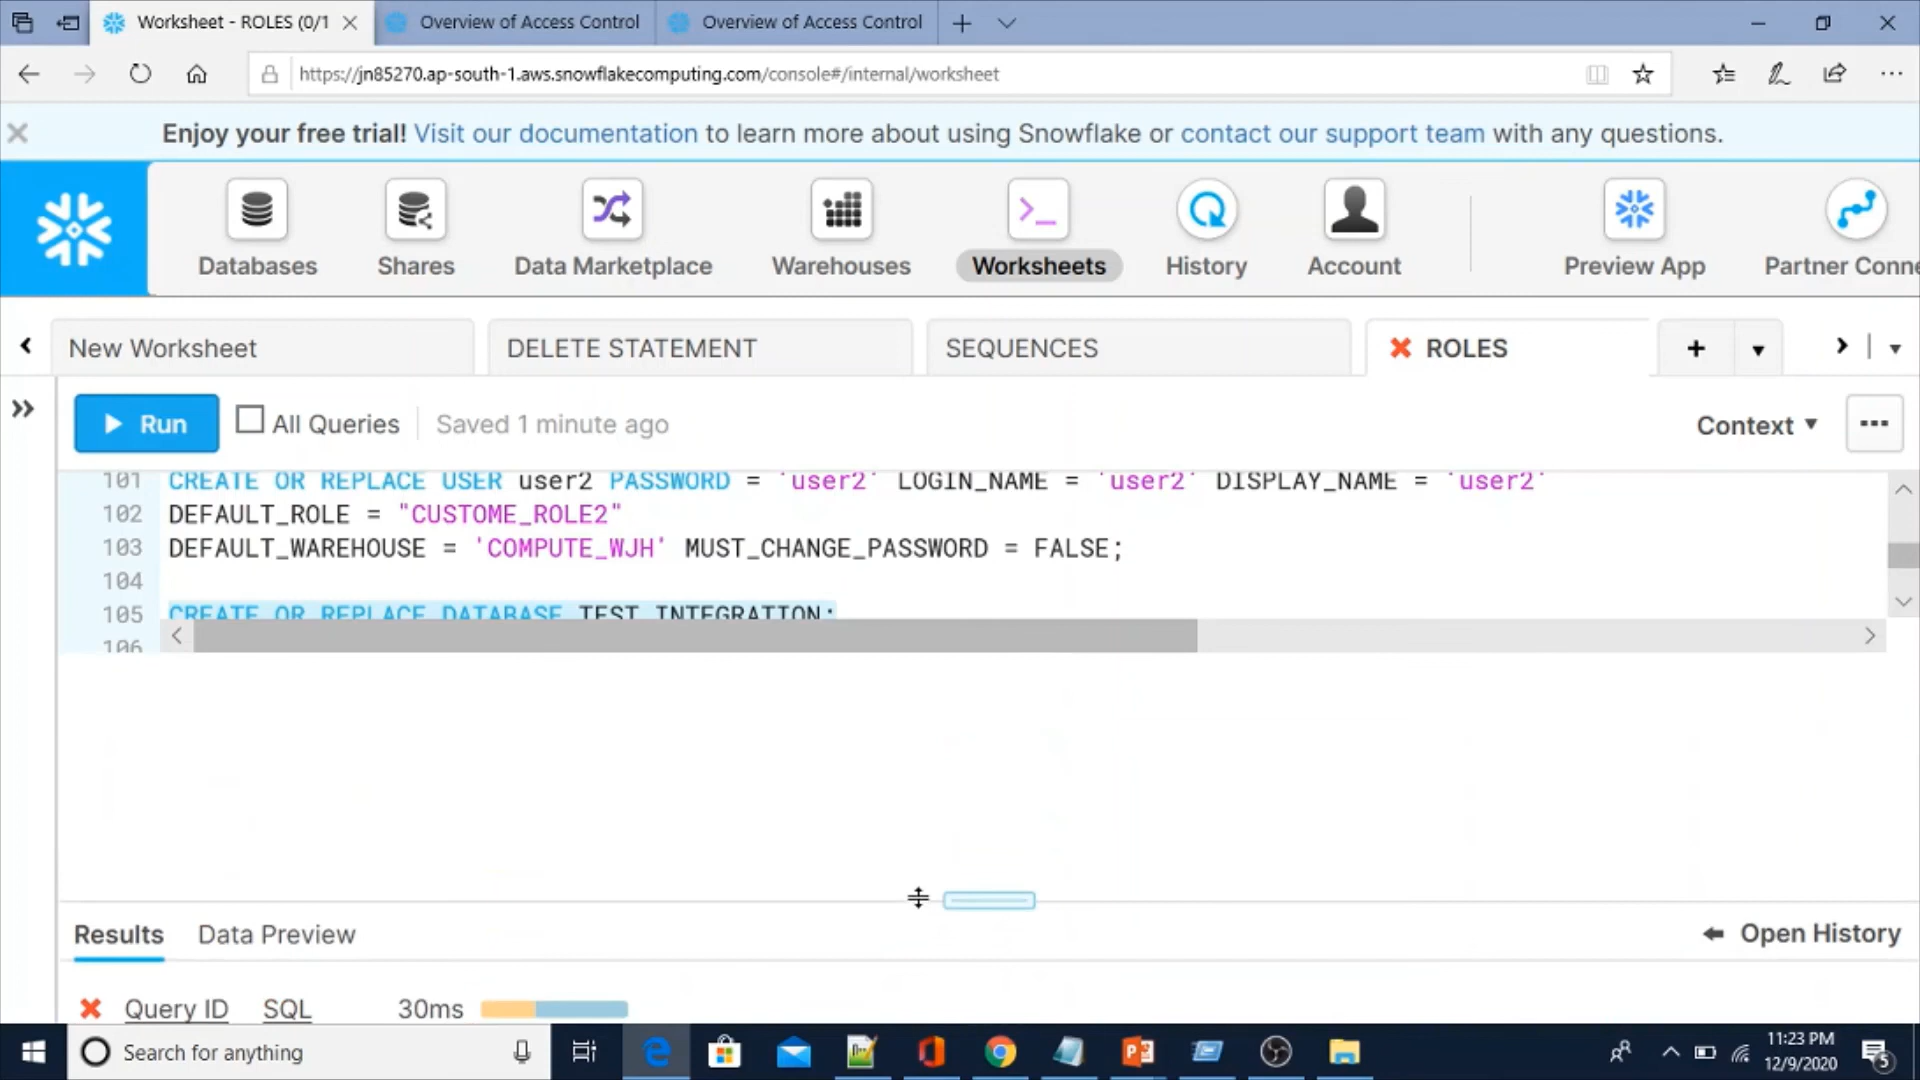 Worksheet - ROLES (0/1
Overview of Access Control
Overview of Access Control
https://jn85270.ap-south-1.aws.snowflakecomputing.com/console#/internal/worksheet
Enjoy your free trial! Visit our documentation to learn more about using Snowflake or contact our support team with any questions.
Databases
Shares
Data Marketplace
Warehouses
Worksheets
History
Account
Preview App
Partner Conne
New Worksheet
DELETE STATEMENT
SEQUENCES
ROLES
Run
All Queries
Saved 1 minute ago
Context
101 CREATE OR REPLACE USER user2 PASSWORD = 'user2' LOGIN_NAME = 'user2' DISPLAY_NAME = 'user2'
102 DEFAULT_ROLE = "CUSTOME_ROLE2"
103 DEFAULT_WAREHOUSE = 'COMPUTE_WJH' MUST_CHANGE_PASSWORD = FALSE;
104
105 CREATE OR REPLACE DATABASE TEST_INTEGRATION;
106
Results
Data Preview
Open History
Query ID
SQL
30ms
Search for anything
11:23 PM
12/9/2020
5